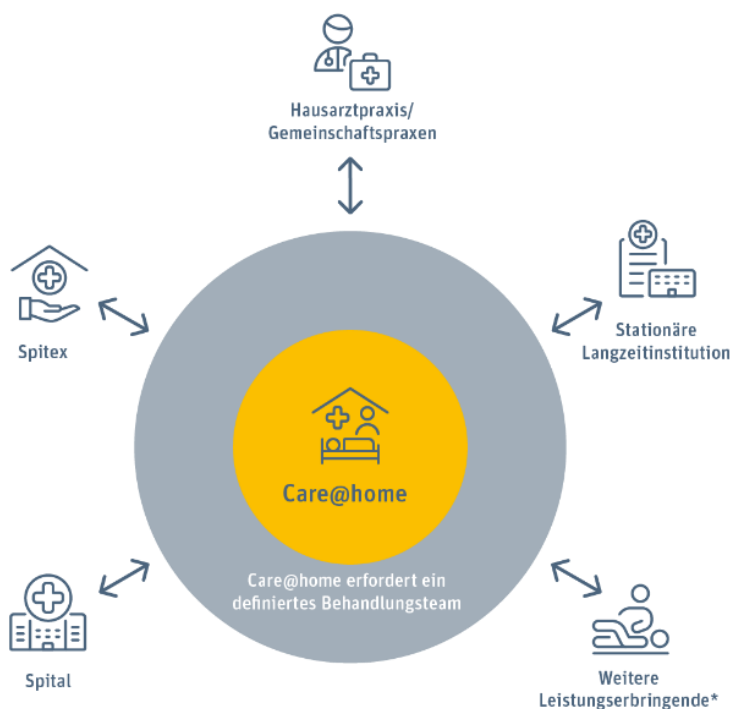 Hausarztpraxis/
Gemeinschaftspraxen
Spitex
Stationäre
Langzeitinstitution
Care@home
Care@home erfordert ein
definiertes Behandlungsteam
Spital
Weitere
Leistungserbringende*